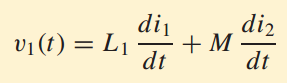 v₁(t) = L₁ di₁/dt + M di₂/dt